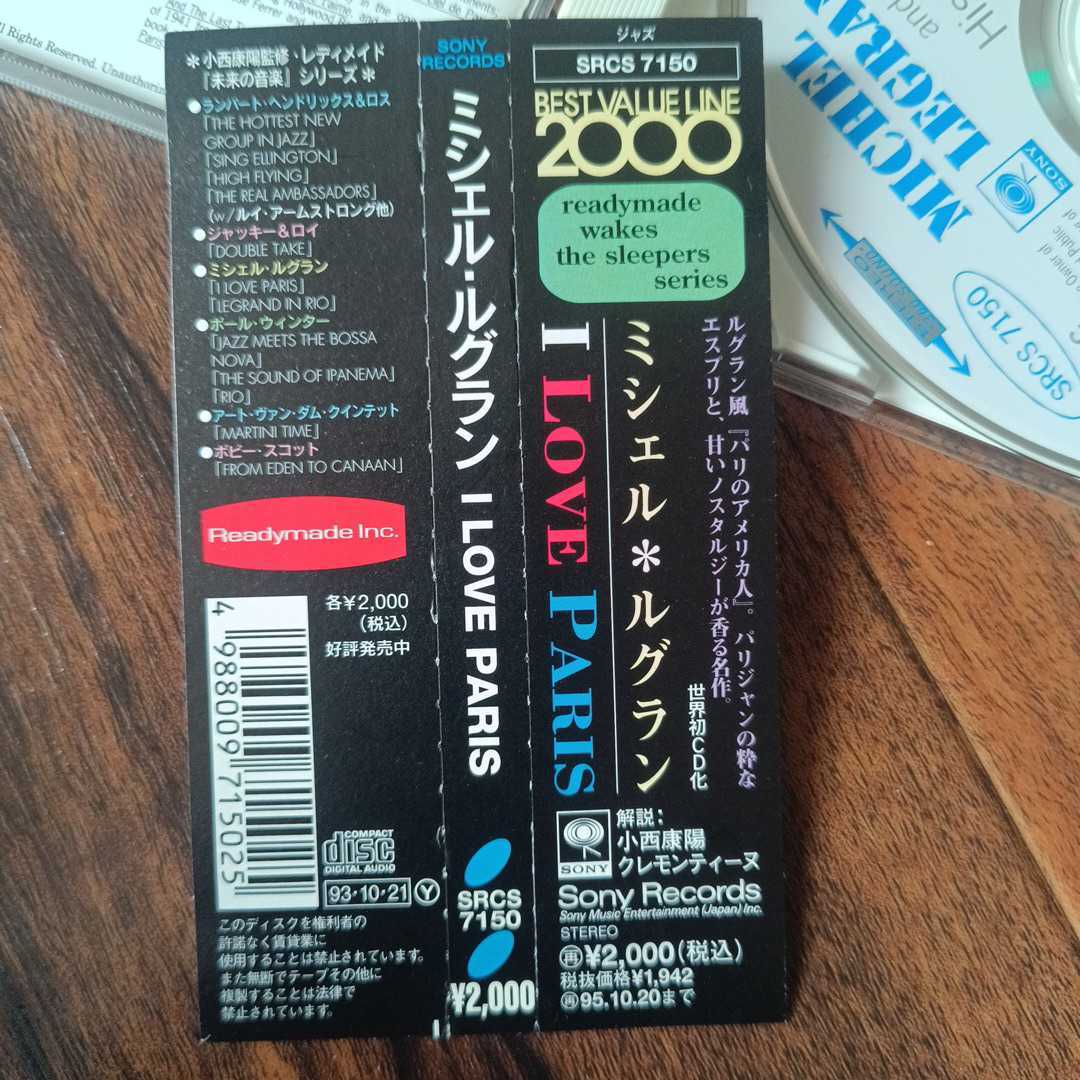 And The Last T
All Rights Reserved. Unauthoriz
＊小西康陽監修・レディメイド
『未来の音楽』シリーズ＊
●ランバート・ヘンドリックス&ロス
「THE HOTTEST NEW
GROUP IN JAZZ」
「SING ELLINGTON」
「HIGH FLYING」
「THE REAL AMBASSADORS」
(w/ルイ・アームストロング他)
●ジャッキー&ロイ
「DOUBLE TAKE」
●ミシェル・ルグラン
「I LOVE PARIS」
「LEGRAND IN RIO」
●ポール・ウィンター
「JAZZ MEETS THE BOSSA
NOVA」
「THE SOUND OF IPANEMA」
「RIO」
●アート・ヴァン・ダム・クインテット
「MARTINI TIME」
●ボビー・スコット
「FROM EDEN TO CANAAN」
Readymade Inc.
各¥2,000
(税込)
好評発売中
4 988009 715025
COMPACT
disc
DIGITAL AUDIO
93・10・21 Y
このディスクを権利者の
許諾なく賃貸業に
使用することは禁止されています。
また無断でテープその他に
複製することは法律で
禁止されています。
SONY
RECORDS
ミシェル・ルグラン I LOVE PARIS
SRCS
7150
¥2,000
ジャズ
SRCS 7150
BEST VALUE LINE
2000
readymade
wakes
the sleepers
series
ルグラン風『パリのアメリカ人』。パリジャンの粋な
エスプリと、甘いノスタルジーが香る名作。
世界初CD化
ミシェル＊ルグラン
I LOVE PARIS
SONY
解説：
小西康陽
クレモンティーヌ
Sony Records
Sony Music Entertainment (Japan) Inc.
STEREO
再¥2,000(税込)
税抜価格¥1,942
再95.10.20まで
MICHEL
LEGRA
and
His
SONY
SRCS 7150